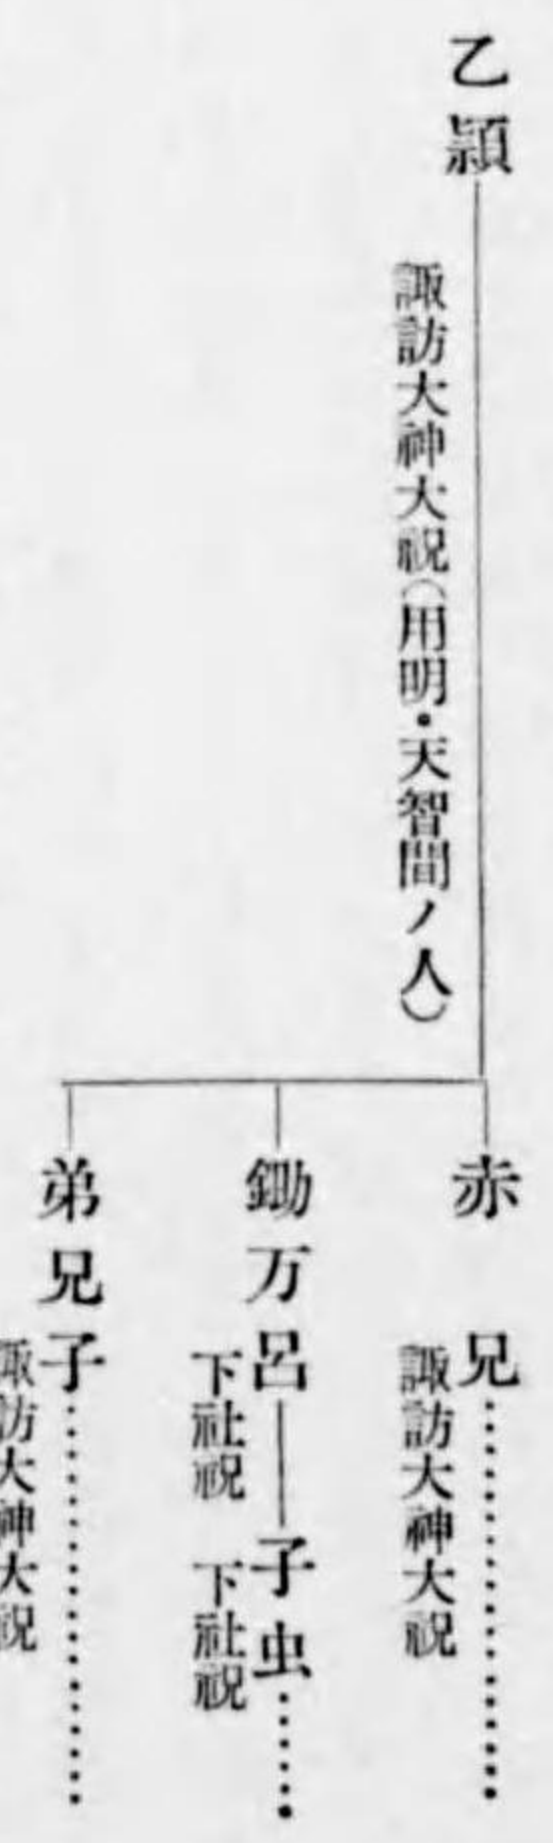 乙頴
諏訪大神大祝(用明・天智間ノ人)
赤兄
諏訪大神大祝
鋤万呂
下社祝
子虫
下社祝
弟兄子
諏訪大神大祝